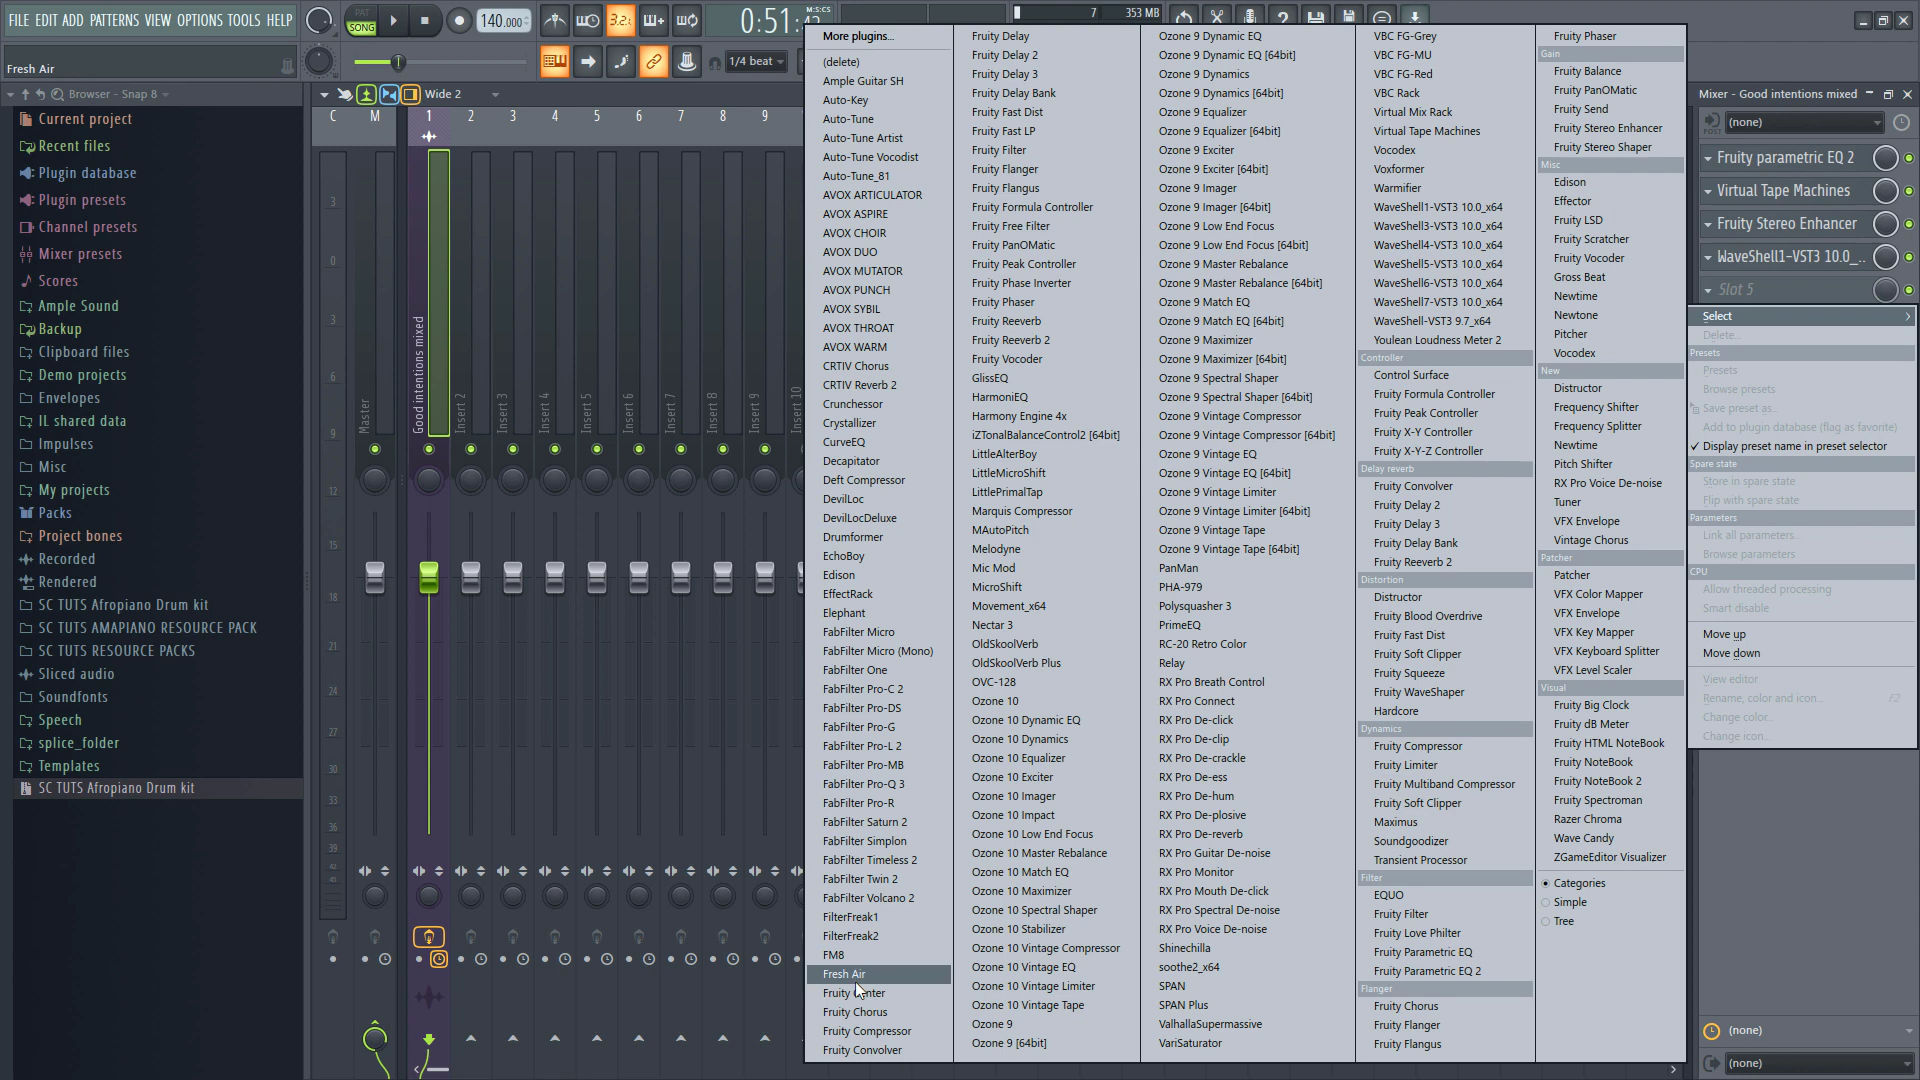 FILE EDIT ADD PATTERNS VIEW OPTIONS TOOLS HELP
PAT
SONG
140.000
3.2
M:S:CS
7
353 MB
Fresh Air
1/4 beat
Browser - Snap 8
Current project
Recent files
Plugin database
Plugin presets
Channel presets
Mixer presets
Scores
Ample Sound
Backup
Clipboard files
Demo projects
Envelopes
IL shared data
Impulses
Misc
My projects
Packs
Project bones
Recorded
Rendered
SC TUTS Afropiano Drum kit
SC TUTS AMAPIANO RESOURCE PACK
SC TUTS RESOURCE PACKS
Sliced audio
Soundfonts
Speech
splice_folder
Templates
SC TUTS Afropiano Drum kit
Wide 2
C M 1 2 3 4 5 6 7 8 9
3
0
3
6
9
12
15
18
21
24
27
30
33
36
39
Master
Good intentions mixed
Insert 2
Insert 3
Insert 4
Insert 5
Insert 6
Insert 7
Insert 8
Insert 9
Insert 10
More plugins...
(delete)
Ample Guitar SH
Auto-Key
Auto-Tune
Auto-Tune Artist
Auto-Tune Vocodist
Auto-Tune_81
AVOX ARTICULATOR
AVOX ASPIRE
AVOX CHOIR
AVOX DUO
AVOX MUTATOR
AVOX PUNCH
AVOX SYBIL
AVOX THROAT
AVOX WARM
CRTIV Chorus
CRTIV Reverb 2
Crunchessor
Crystallizer
CurveEQ
Decapitator
Deft Compressor
DevilLoc
DevilLocDeluxe
Drumformer
EchoBoy
Edison
EffectRack
Elephant
FabFilter Micro
FabFilter Micro (Mono)
FabFilter One
FabFilter Pro-C 2
FabFilter Pro-DS
FabFilter Pro-G
FabFilter Pro-L 2
FabFilter Pro-MB
FabFilter Pro-Q 3
FabFilter Pro-R
FabFilter Saturn 2
FabFilter Simplon
FabFilter Timeless 2
FabFilter Twin 2
FabFilter Volcano 2
FilterFreak1
FilterFreak2
FM8
Fresh Air
Fruity
Fruity Chorus
Fruity Compressor
Fruity Convolver
Fruity Delay
Fruity Delay 2
Fruity Delay 3
Fruity Delay Bank
Fruity Fast Dist
Fruity Fast LP
Fruity Filter
Fruity Flanger
Fruity Flangus
Fruity Formula Controller
Fruity Free Filter
Fruity PanOMatic
Fruity Peak Controller
Fruity Phase Inverter
Fruity Phaser
Fruity Reeverb
Fruity Reeverb 2
Fruity Vocoder
GlissEQ
HarmoniEQ
Harmony Engine 4x
iZTonalBalanceControl2 [64bit]
LittleAlterBoy
LittleMicroShift
LittlePrimalTap
Marquis Compressor
MAutoPitch
Melodyne
Mic Mod
MicroShift
Movement_x64
Nectar 3
OldSkoolVerb
OldSkoolVerb Plus
OVC-128
Ozone 10
Ozone 10 Dynamic EQ
Ozone 10 Dynamics
Ozone 10 Equalizer
Ozone 10 Exciter
Ozone 10 Imager
Ozone 10 Impact
Ozone 10 Low End Focus
Ozone 10 Master Rebalance
Ozone 10 Match EQ
Ozone 10 Maximizer
Ozone 10 Spectral Shaper
Ozone 10 Stabilizer
Ozone 10 Vintage Compressor
Ozone 10 Vintage EQ
Ozone 10 Vintage Limiter
Ozone 10 Vintage Tape
Ozone 9
Ozone 9 [64bit]
Ozone 9 Dynamic EQ
Ozone 9 Dynamic EQ [64bit]
Ozone 9 Dynamics
Ozone 9 Dynamics [64bit]
Ozone 9 Equalizer
Ozone 9 Equalizer [64bit]
Ozone 9 Exciter
Ozone 9 Exciter [64bit]
Ozone 9 Imager
Ozone 9 Imager [64bit]
Ozone 9 Low End Focus
Ozone 9 Low End Focus [64bit]
Ozone 9 Master Rebalance
Ozone 9 Master Rebalance [64bit]
Ozone 9 Match EQ
Ozone 9 Match EQ [64bit]
Ozone 9 Maximizer
Ozone 9 Maximizer [64bit]
Ozone 9 Spectral Shaper
Ozone 9 Spectral Shaper [64bit]
Ozone 9 Vintage Compressor
Ozone 9 Vintage Compressor [64bit]
Ozone 9 Vintage EQ
Ozone 9 Vintage EQ [64bit]
Ozone 9 Vintage Limiter
Ozone 9 Vintage Limiter [64bit]
Ozone 9 Vintage Tape
Ozone 9 Vintage Tape [64bit]
PanMan
PHA-979
Polysquasher 3
PrimeEQ
RC-20 Retro Color
Relay
RX Pro Breath Control
RX Pro Connect
RX Pro De-click
RX Pro De-clip
RX Pro De-crackle
RX Pro De-ess
RX Pro De-hum
RX Pro De-plosive
RX Pro De-reverb
RX Pro Guitar De-noise
RX Pro Monitor
RX Pro Mouth De-click
RX Pro Spectral De-noise
RX Pro Voice De-noise
Shinechilla
soothe2_x64
SPAN
SPAN Plus
ValhallaSupermassive
VariSaturator
VBC FG-Grey
VBC FG-MU
VBC FG-Red
VBC Rack
Virtual Mix Rack
Virtual Tape Machines
Vocodex
Voxformer
Warmifier
WaveShell1-VST3 10.0_x64
WaveShell3-VST3 10.0_x64
WaveShell4-VST3 10.0_x64
WaveShell5-VST3 10.0_x64
WaveShell6-VST3 10.0_x64
WaveShell7-VST3 10.0_x64
WaveShell-VST3 9.7_x64
Youlean Loudness Meter 2
Controller
Control Surface
Fruity Formula Controller
Fruity Peak Controller
Fruity X-Y Controller
Fruity X-Y-Z Controller
Delay reverb
Fruity Convolver
Fruity Delay 2
Fruity Delay 3
Fruity Delay Bank
Fruity Reeverb 2
Distortion
Distructor
Fruity Blood Overdrive
Fruity Fast Dist
Fruity Soft Clipper
Fruity Squeeze
Fruity WaveShaper
Hardcore
Dynamics
Fruity Compressor
Fruity Limiter
Fruity Multiband Compressor
Fruity Soft Clipper
Maximus
Soundgoodizer
Transient Processor
Filter
EQUO
Fruity Filter
Fruity Love Philter
Fruity Parametric EQ
Fruity Parametric EQ 2
Flanger
Fruity Chorus
Fruity Flanger
Fruity Flangus
Fruity Phaser
Gain
Fruity Balance
Fruity PanOMatic
Fruity Send
Fruity Stereo Enhancer
Fruity Stereo Shaper
Misc
Edison
Effector
Fruity LSD
Fruity Scratcher
Fruity Vocoder
Gross Beat
Newtime
Newtone
Pitcher
Vocodex
New
Distructor
Frequency Shifter
Frequency Splitter
Newtime
Pitch Shifter
RX Pro Voice De-noise
Tuner
VFX Envelope
Vintage Chorus
Patcher
Patcher
VFX Color Mapper
VFX Envelope
VFX Key Mapper
VFX Keyboard Splitter
VFX Level Scaler
Visual
Fruity Big Clock
Fruity dB Meter
Fruity HTML NoteBook
Fruity NoteBook
Fruity NoteBook 2
Fruity Spectroman
Razer Chroma
Wave Candy
ZGameEditor Visualizer
Categories
Simple
Tree
Mixer - Good intentions mixed
POST
(none)
Fruity parametric EQ 2
Virtual Tape Machines
Fruity Stereo Enhancer
WaveShell1-VST3 10.0_..
Slot 5
Select
Delete..
Presets
Presets
Browse presets
Save preset as...
Add to plugin database (flag as favorite)
Display preset name in preset selector
Spare state
Store in spare state
Flip with spare state
Parameters
Link all parameters...
Browse parameters
CPU
Allow threaded processing
Smart disable
Move up
Move down
View editor
Rename, color and icon... F2
Change color...
Change icon...
(none)
(none)